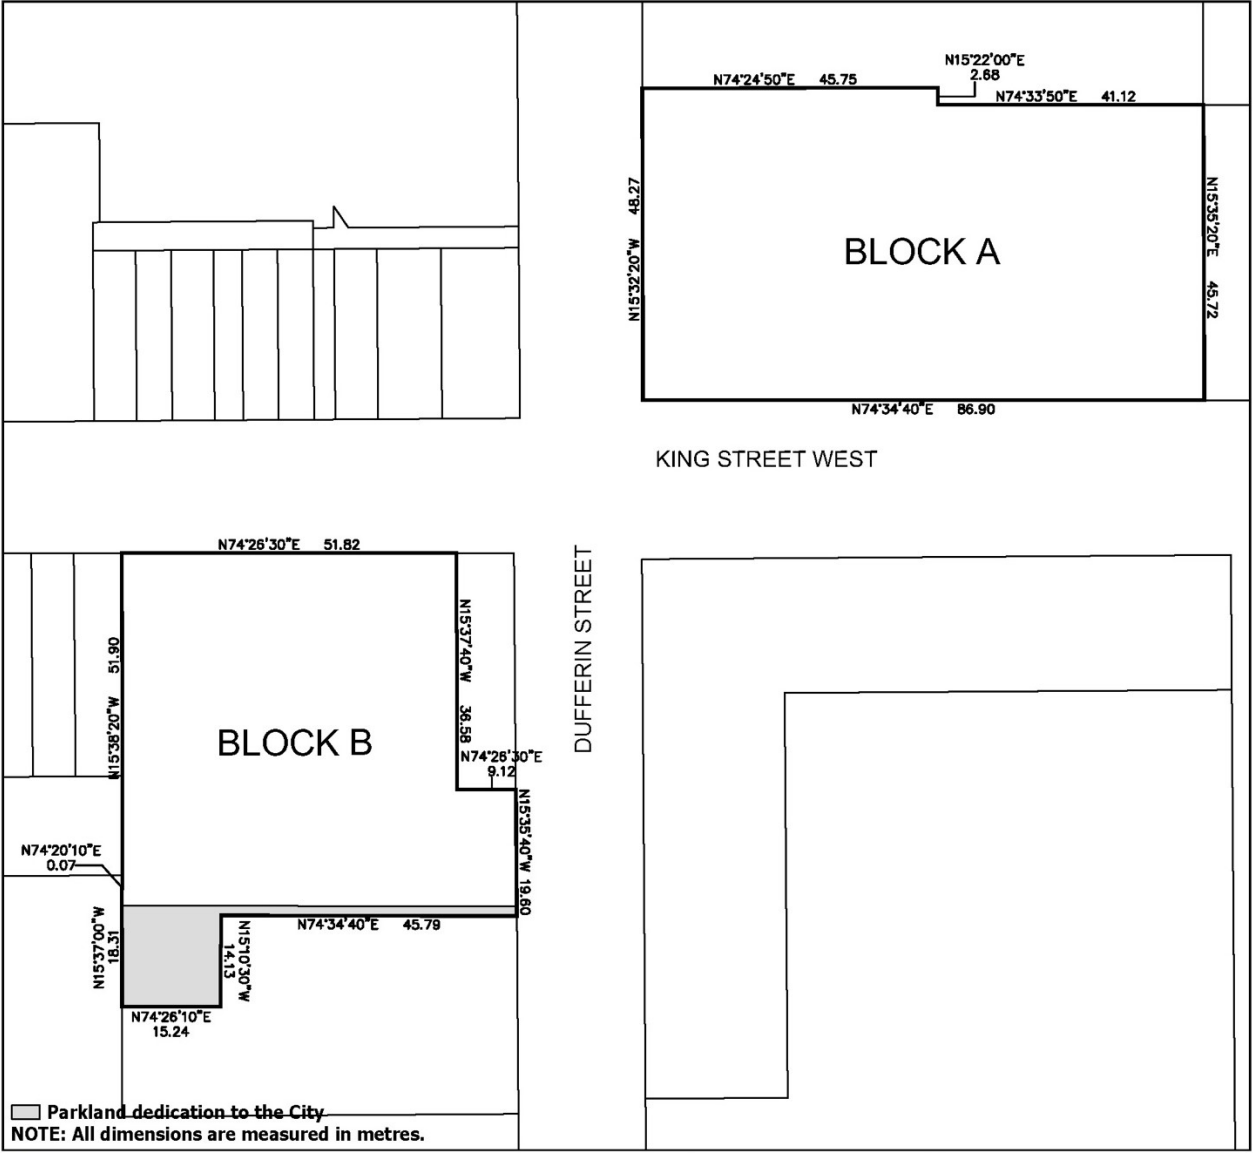 N15°22'00"E
2.68
N74°24'50"E 45.75
N74°33'50"E 41.12
N15°32'20"W 48.27
N15°35'20"E 45.72
BLOCK A
N74°34'40"E 86.90
KING STREET WEST
DUFFERIN STREET
N74°26'30"E 51.82
N15°38'20"W 51.90
N15°37'40"W 36.58
BLOCK B
N74°26'30"E
9.12
N15°35'40"W 19.60
N74°20'10"E
0.07
N15°37'00"W
18.31
N74°34'40"E 45.79
N15°10'30"W
14.13
N74°26'10"E
15.24
Parkland dedication to the City
NOTE: All dimensions are measured in metres.